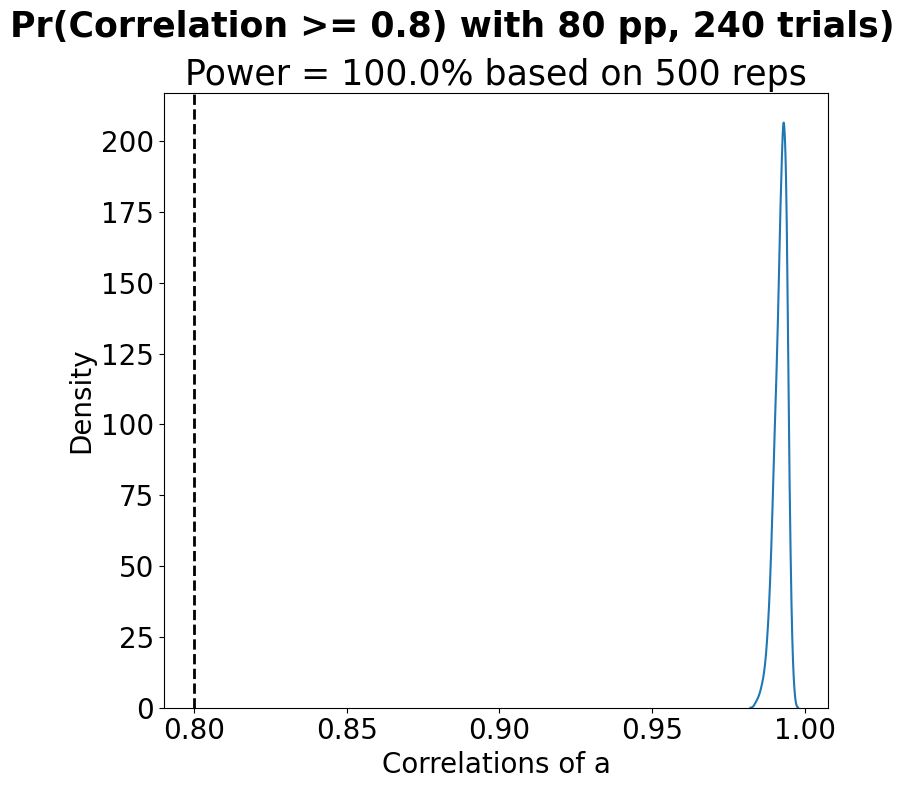 Pr(Correlation >= 0.8) with 80 pp, 240 trials)
Power = 100.0% based on 500 reps
200
175
150
125
100
75
50
25
0
Density
0.80 0.85 0.90 0.95 1.00
Correlations of a